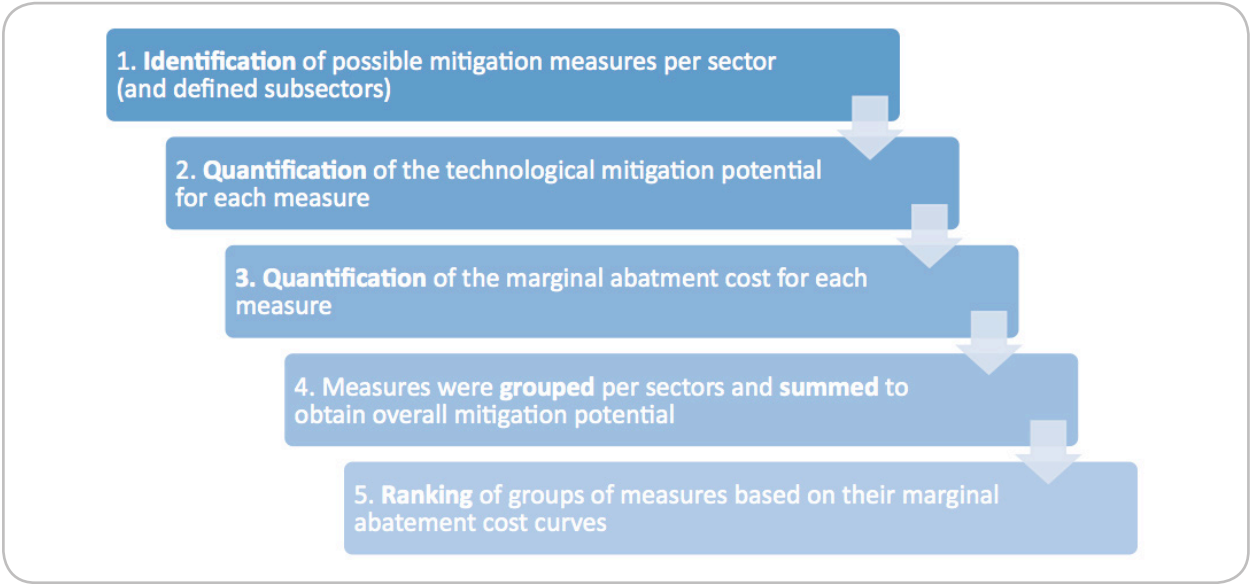 1. Identification of possible mitigation measures per sector
(and defined subsectors)
2. Quantification of the technological mitigation potential
for each measure
3. Quantification of the marginal abatment cost for each
measure
4. Measures were grouped per sectors and summed to
obtain overall mitigation potential
5. Ranking of groups of measures based on their marginal
abatement cost curves